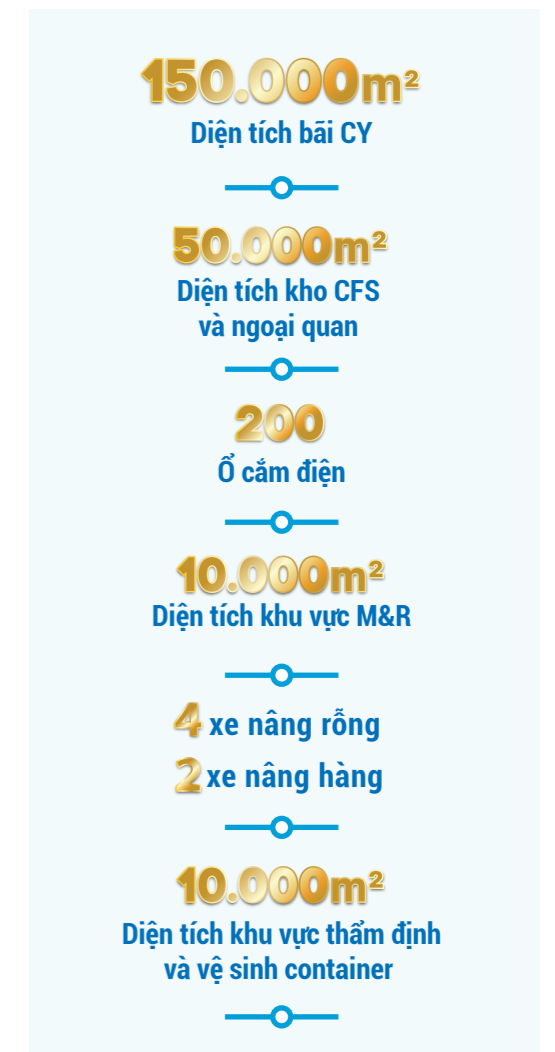 150.000m²
Diện tích bãi CY
50.000m²
Diện tích kho CFS
và ngoại quan
200
Ổ cắm điện
10.000m²
Diện tích khu vực M&R
4 xe nâng rỗng
2 xe nâng hàng
10.000m²
Diện tích khu vực thẩm định
và vệ sinh container